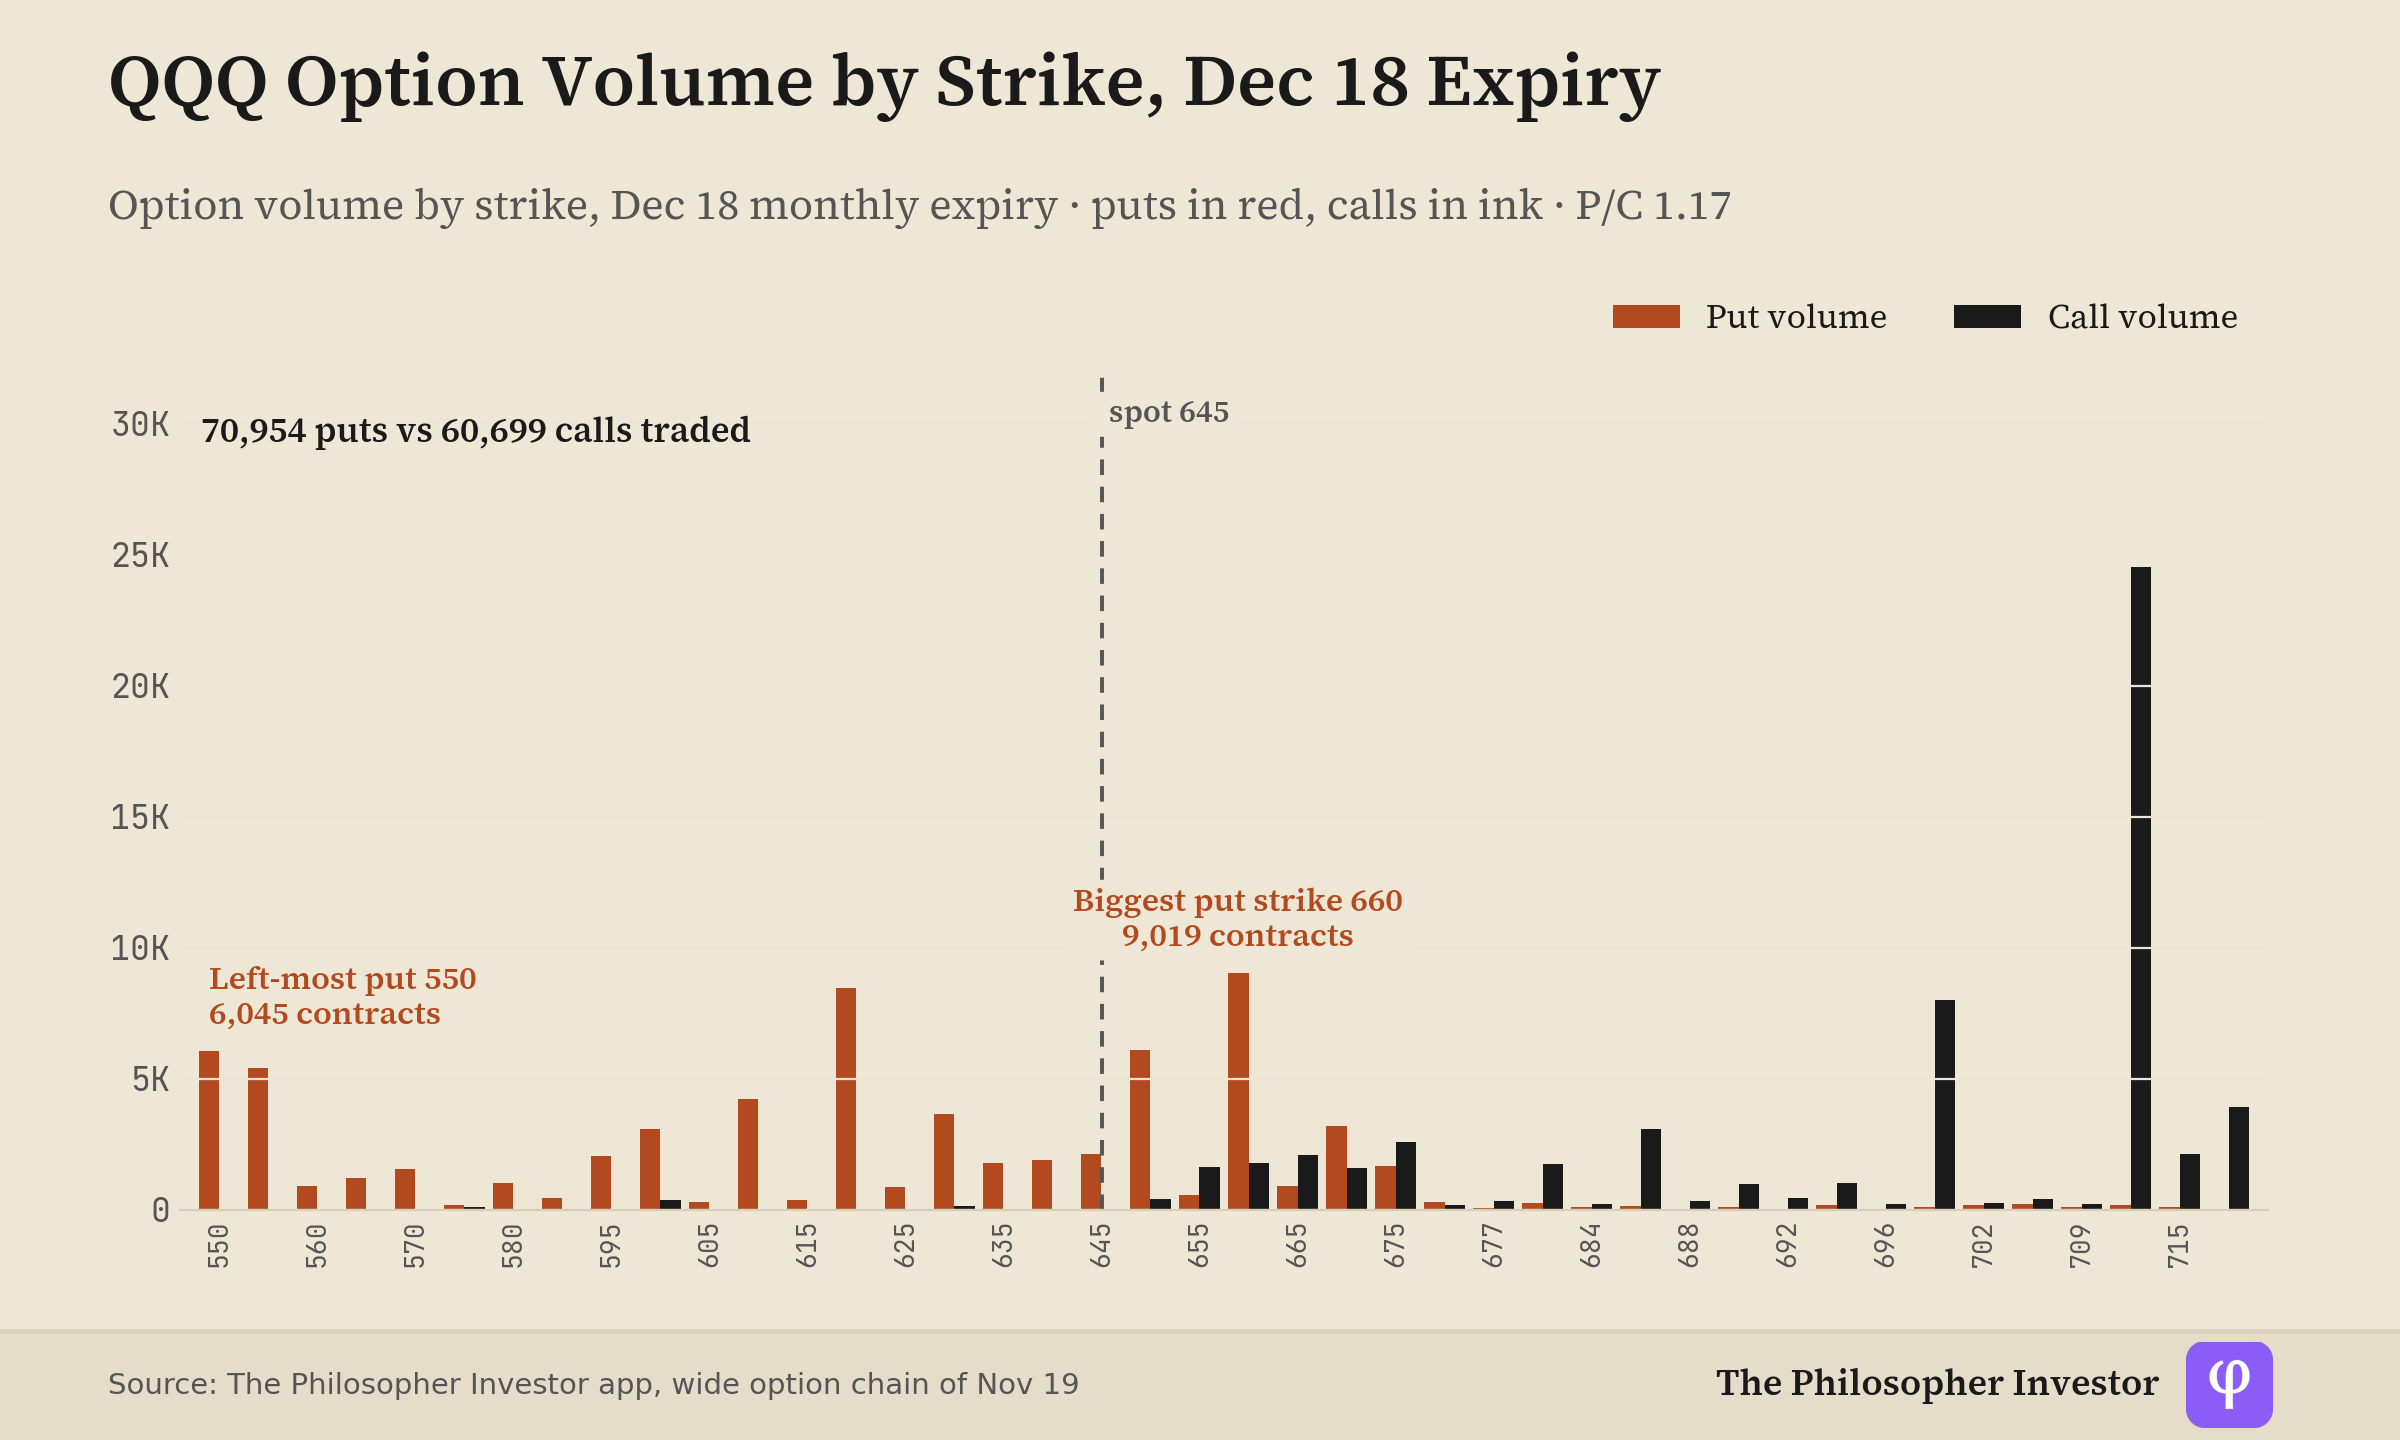 QQQ Option Volume by Strike, Dec 18 Expiry
Option volume by strike, Dec 18 monthly expiry · puts in red, calls in ink · P/C 1.17
Put volume
Call volume
30K
70,954 puts vs 60,699 calls traded
spot 645
25K
20K
15K
10K
5K
0
Biggest put strike 660
9,019 contracts
Left-most put 550
6,045 contracts
550
560
570
580
595
605
615
625
635
645
655
665
675
677
684
688
692
696
702
709
715
Source: The Philosopher Investor app, wide option chain of Nov 19
The Philosopher Investor
φ